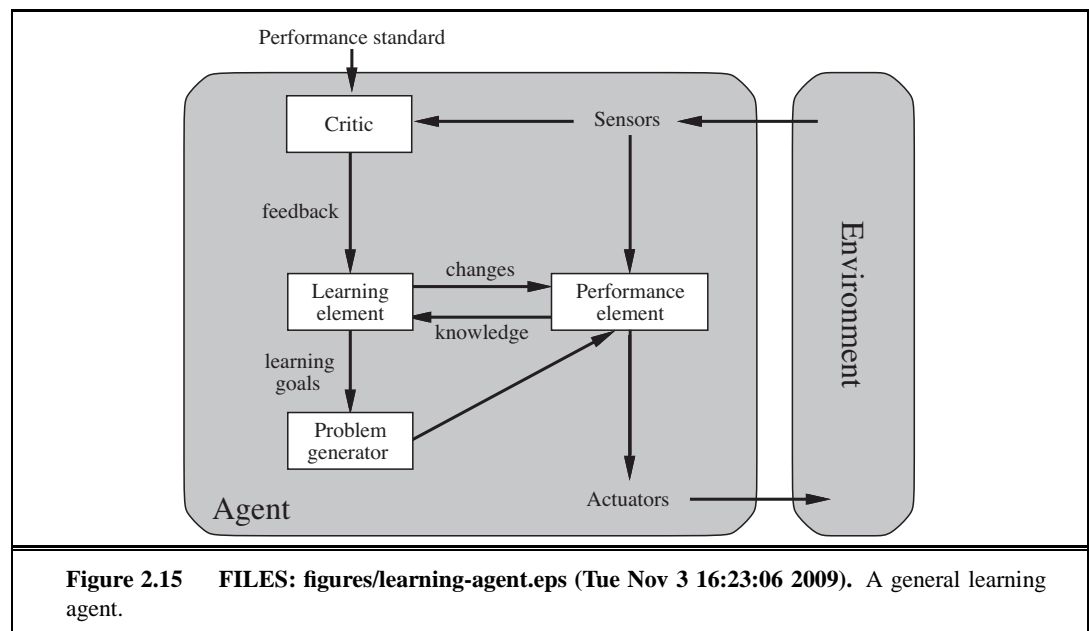 Performance standard
Critic
Sensors
feedback
changes
Learning
element
Performance
element
knowledge
learning
goals
Problem
generator
Agent
Actuators
Environment
Figure 2.15 FILES: figures/learning-agent.eps (Tue Nov 3 16:23:06 2009). A general learning
agent.